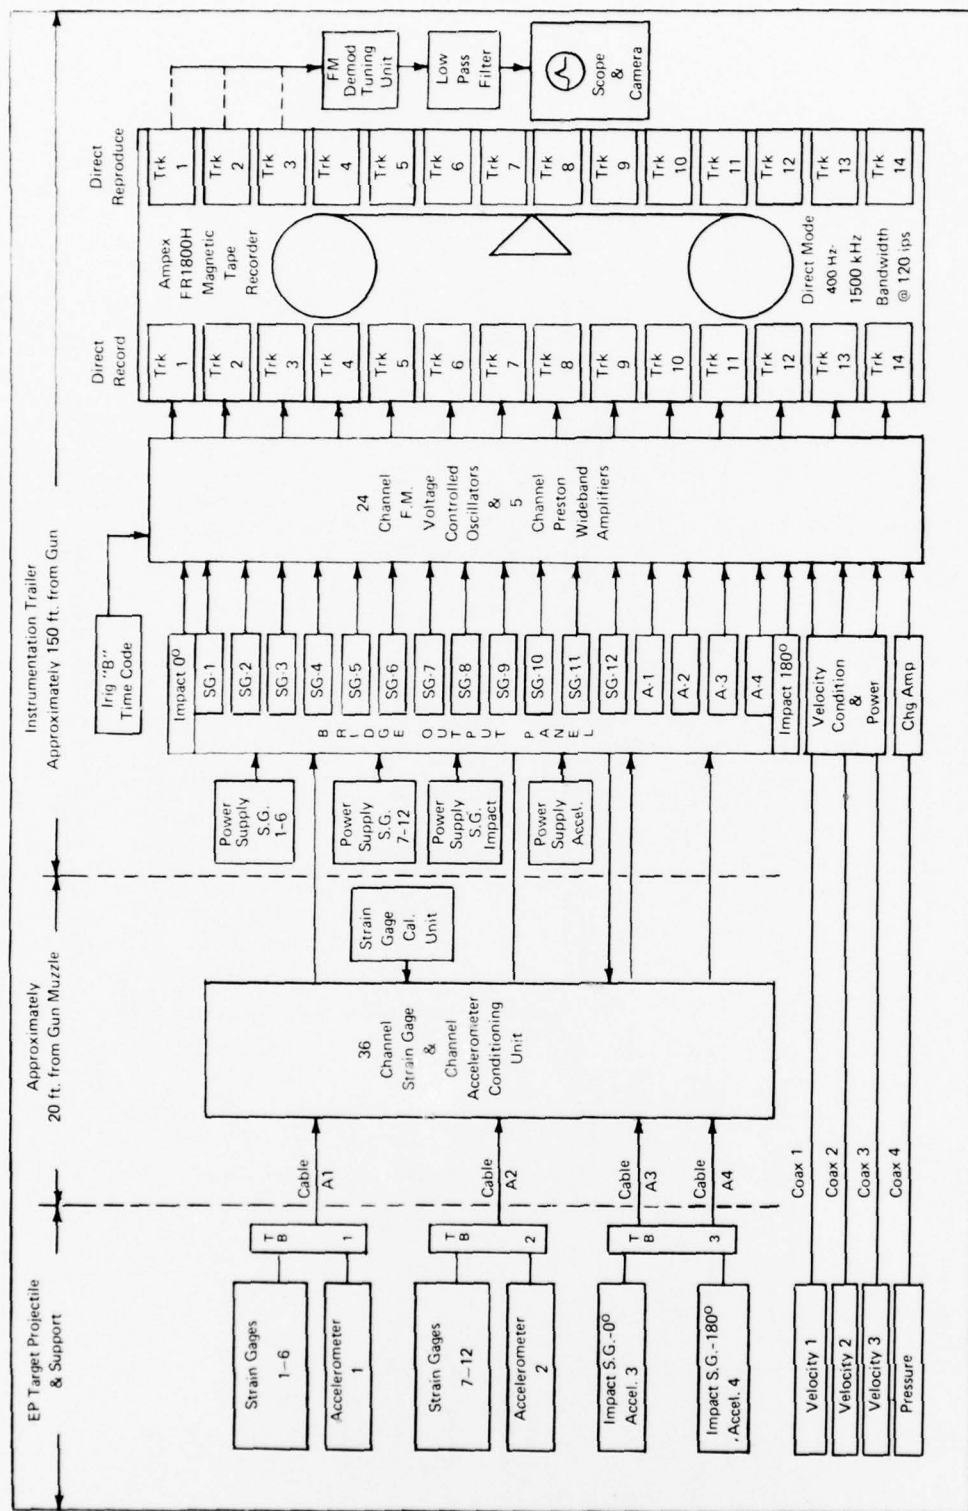 EP Target Projectile
& Support
Approximately
20 ft. from Gun Muzzle
Instrumentation Trailer
Approximately 150 ft. from Gun
Strain Gages
1-6
Accelerometer
1
Strain Gages
7-12
Accelerometer
2
Impact S.G.-0°
Accel. 3
Impact S.G.-180°
Accel. 4
Velocity 1
Velocity 2
Velocity 3
Pressure
TB
1
TB
2
TB
3
Cable
A1
Cable
A2
Cable
A3
Cable
A4
Coax 1
Coax 2
Coax 3
Coax 4
36
Channel
Strain Gage
&
Channel
Accelerometer
Conditioning
Unit
Strain
Gage
Cal.
Unit
Power
Supply
S.G.
1-6
Power
Supply
S.G.
7-12
Power
Supply
S.G.
Impact
Power
Supply
Accel.
Irig "B"
Time Code
BRIDGE OUTPUT PANEL
Impact 0°
SG-1
SG-2
SG-3
SG-4
SG-5
SG-6
SG-7
SG-8
SG-9
SG-10
SG-11
SG-12
A-1
A-2
A-3
A-4
Impact 180°
Velocity
Condition
&
Power
Chg Amp
24
Channel
F.M.
Voltage
Controlled
Oscillators
&
5
Channel
Preston
Wideband
Amplifiers
Direct
Record
Trk
1
Trk
2
Trk
3
Trk
4
Trk
5
Trk
6
Trk
7
Trk
8
Trk
9
Trk
10
Trk
11
Trk
12
Trk
13
Trk
14
Ampex
FR1800H
Magnetic
Tape
Recorder
Direct Mode
400 Hz-
1500 kHz
Bandwidth
@ 120 ips
Direct
Reproduce
Trk
1
Trk
2
Trk
3
Trk
4
Trk
5
Trk
6
Trk
7
Trk
8
Trk
9
Trk
10
Trk
11
Trk
12
Trk
13
Trk
14
FM
Demod
Tuning
Unit
Low
Pass
Filter
Scope
&
Camera